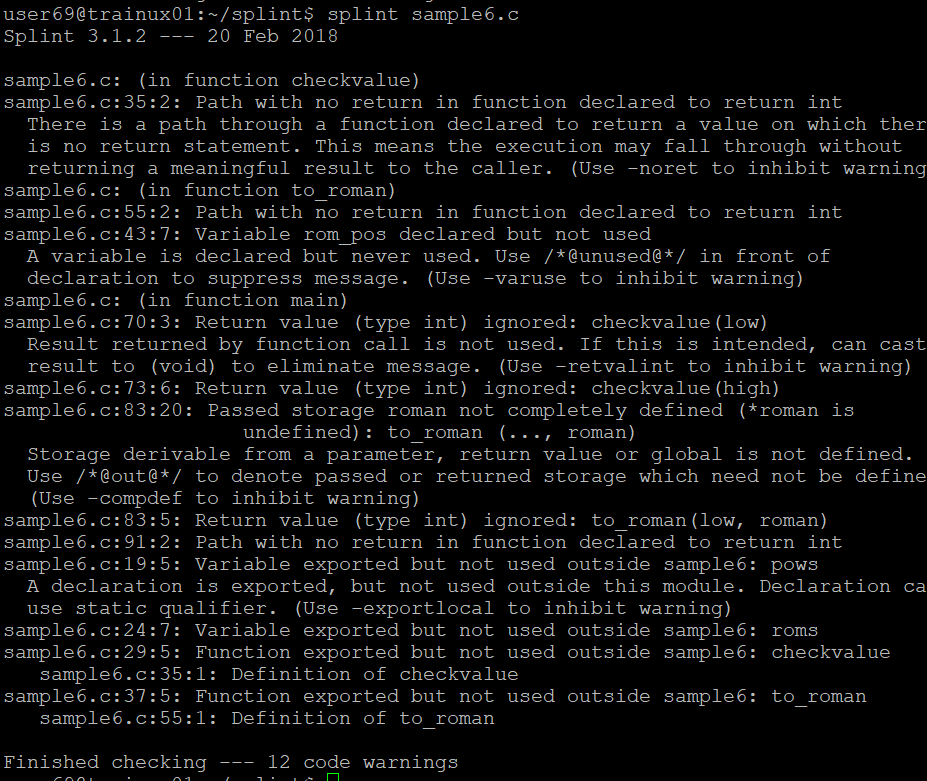 user69@trainux01:~/splint$ splint sample6.c
Splint 3.1.2 --- 20 Feb 2018
sample6.c: (in function checkvalue)
sample6.c:35:2: Path with no return in function declared to return int
  There is a path through a function declared to return a value on which ther
  is no return statement. This means the execution may fall through without
  returning a meaningful result to the caller. (Use -noret to inhibit warning
sample6.c: (in function to_roman)
sample6.c:55:2: Path with no return in function declared to return int
sample6.c:43:7: Variable rom_pos declared but not used
  A variable is declared but never used. Use /*@unused@*/ in front of
  declaration to suppress message. (Use -varuse to inhibit warning)
sample6.c: (in function main)
sample6.c:70:3: Return value (type int) ignored: checkvalue(low)
  Result returned by function call is not used. If this is intended, can cast
  result to (void) to eliminate message. (Use -retvalint to inhibit warning)
sample6.c:73:6: Return value (type int) ignored: checkvalue(high)
sample6.c:83:20: Passed storage roman not completely defined (*roman is
                    undefined): to_roman (..., roman)
  Storage derivable from a parameter, return value or global is not defined.
  Use /*@out@*/ to denote passed or returned storage which need not be define
  (Use -compdef to inhibit warning)
sample6.c:83:5: Return value (type int) ignored: to_roman(low, roman)
sample6.c:91:2: Path with no return in function declared to return int
sample6.c:19:5: Variable exported but not used outside sample6: pows
  A declaration is exported, but not used outside this module. Declaration ca
  use static qualifier. (Use -exportlocal to inhibit warning)
sample6.c:24:7: Variable exported but not used outside sample6: roms
sample6.c:29:5: Function exported but not used outside sample6: checkvalue
   sample6.c:35:1: Definition of checkvalue
sample6.c:37:5: Function exported but not used outside sample6: to_roman
   sample6.c:55:1: Definition of to_roman
Finished checking --- 12 code warnings